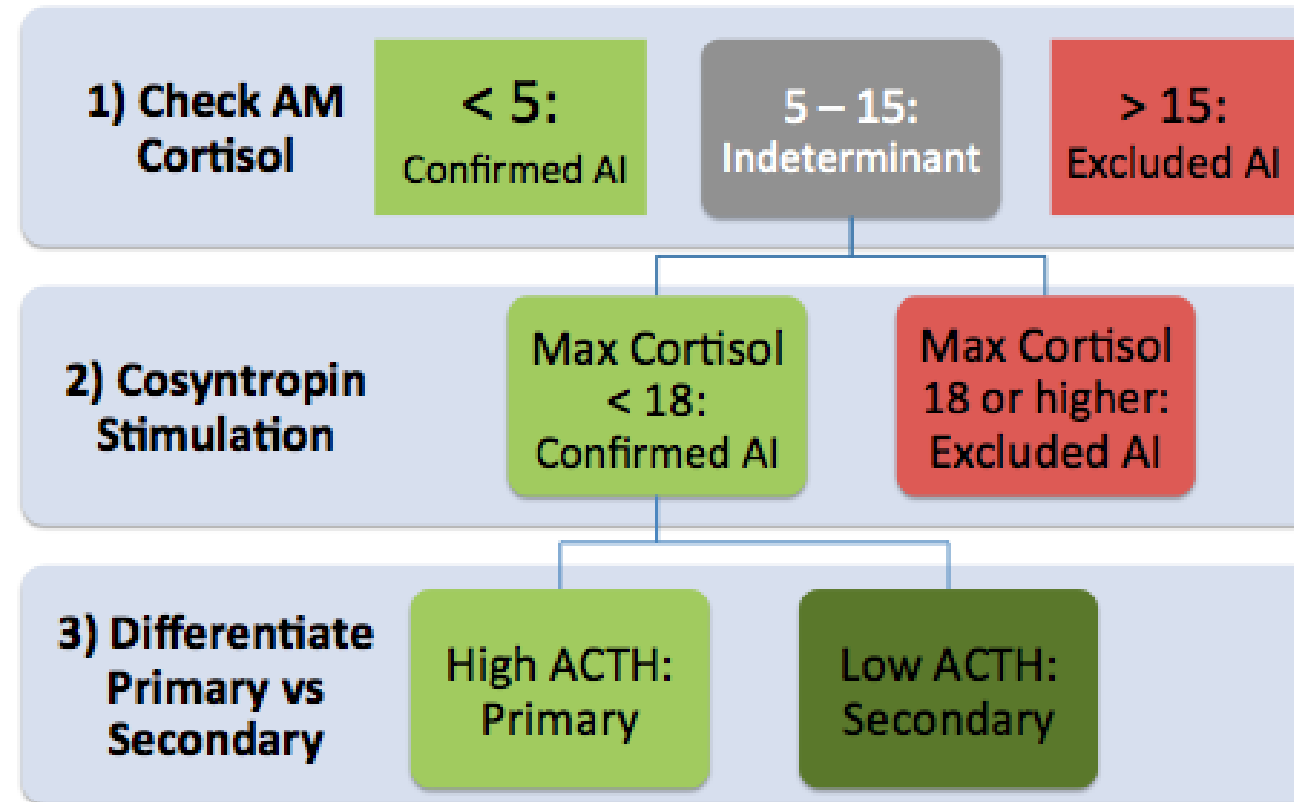 1) Check AM
Cortisol
< 5:
Confirmed AI
5 – 15:
Indeterminant
> 15:
Excluded AI
2) Cosyntropin
Stimulation
Max Cortisol
< 18:
Confirmed AI
Max Cortisol
18 or higher:
Excluded AI
3) Differentiate
Primary vs
Secondary
High ACTH:
Primary
Low ACTH:
Secondary